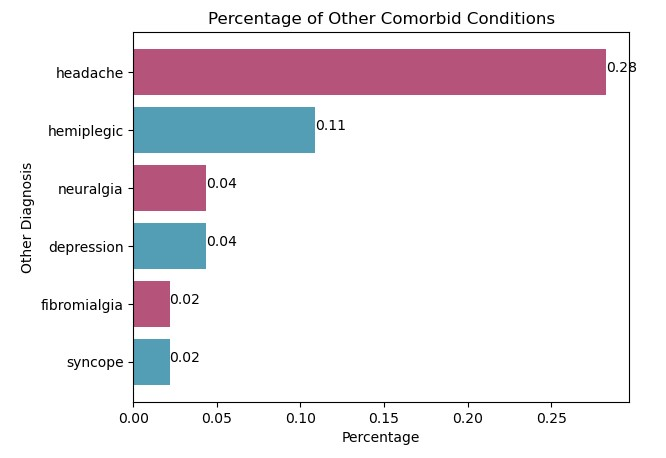 Percentage of Other Comorbid Conditions
Other Diagnosis
headache
0.28
hemiplegic
0.11
neuralgia
0.04
depression
0.04
fibromialgia
0.02
syncope
0.02
0.00 0.05 0.10 0.15 0.20 0.25
Percentage